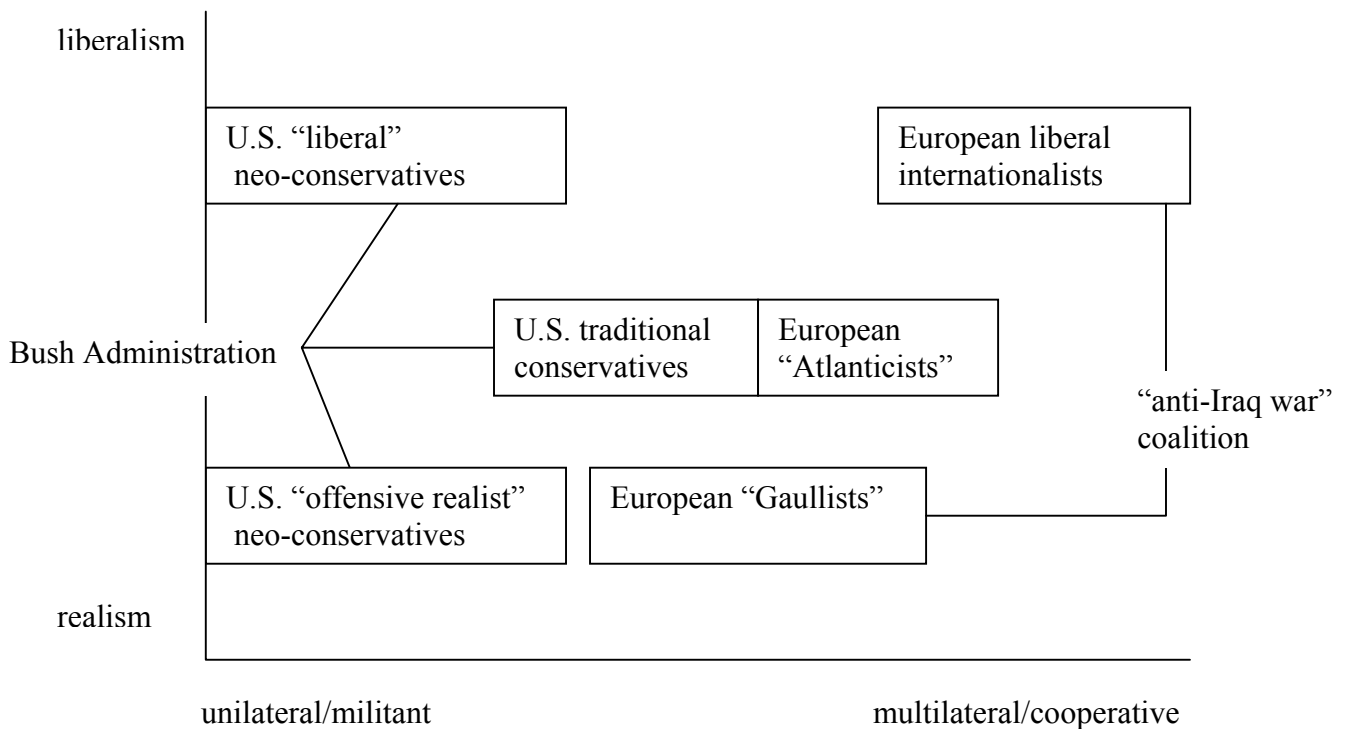 liberalism
U.S. “liberal”
neo-conservatives
European liberal
internationalists
Bush Administration
U.S. traditional
conservatives
European
“Atlanticists”
“anti-Iraq war”
coalition
U.S. “offensive realist”
neo-conservatives
European “Gaullists”
realism
unilateral/militant
multilateral/cooperative